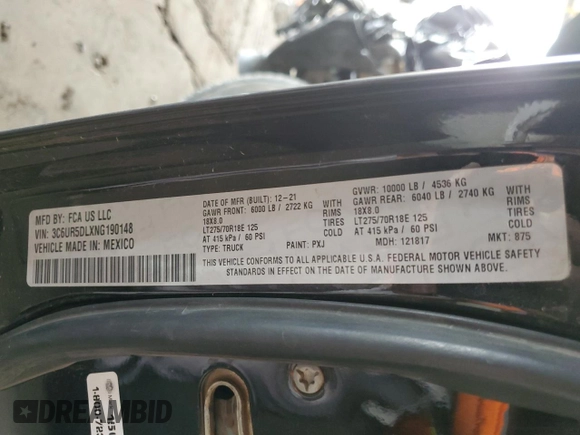 MFD BY: FCA US LLC
VIN: 3C6UR5DLXNG190148
VEHICLE MADE IN: MEXICO
DATE OF MFR (BUILT): 12-21
GAWR FRONT: 6000 LB / 2722 KG
18X8.0
WITH
RIMS
LT275/70R18E 125
TIRES
AT 415 kPa / 60 PSI
COLD
TYPE: TRUCK
PAINT: PXJ
GVWR: 10000 LB / 4536 KG
GAWR REAR: 6040 LB / 2740 KG
18X8.0
WITH
RIMS
LT275/70R18E 125
TIRES
AT 415 kPa / 60 PSI
COLD
MDH: 121817
MKT: 875
THIS VEHICLE CONFORMS TO ALL APPLICABLE U.S.A. FEDERAL MOTOR VEHICLE SAFETY
STANDARDS IN EFFECT ON THE DATE OF MANUFACTURE SHOWN ABOVE.
DREAMBID